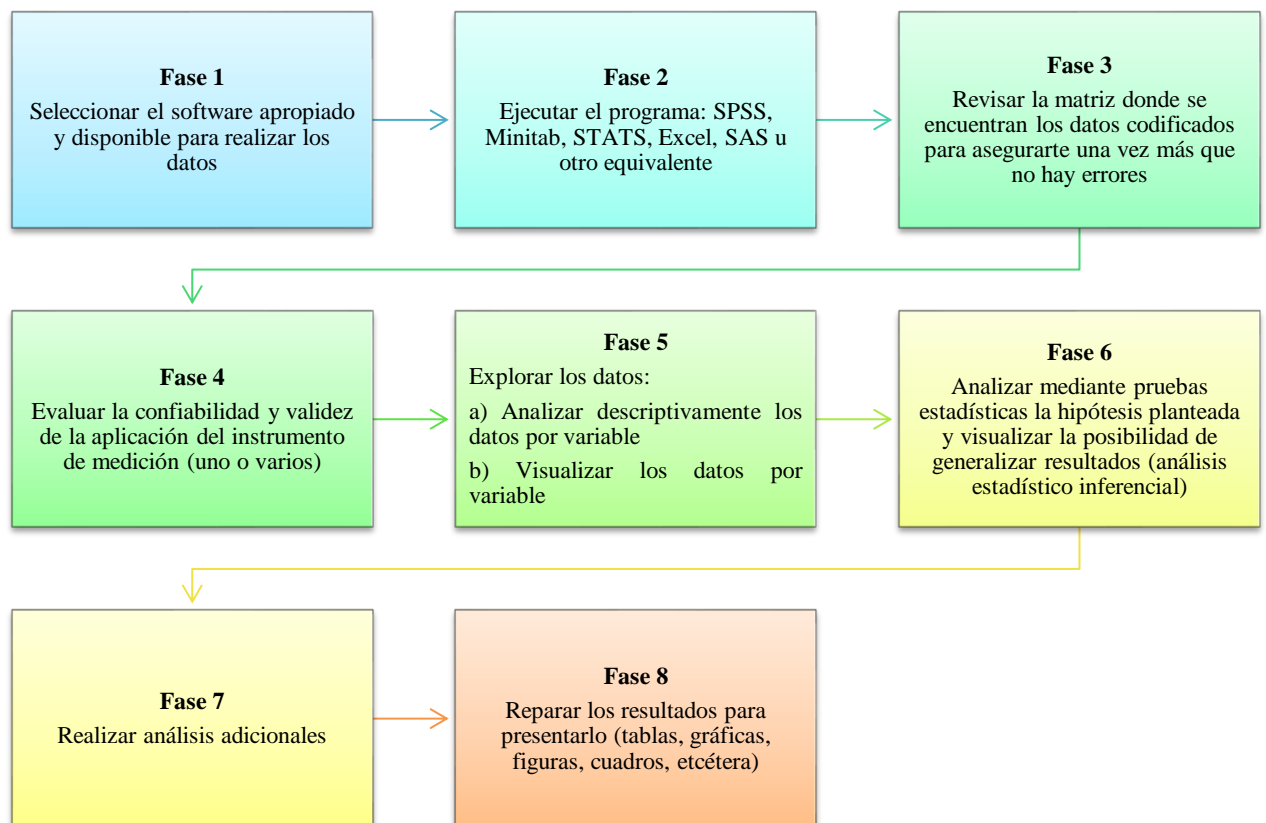 Fase 1
Seleccionar el software apropiado
y disponible para realizar los
datos
Fase 2
Ejecutar el programa: SPSS,
Minitab, STATS, Excel, SAS u
otro equivalente
Fase 3
Revisar la matriz donde se
encuentran los datos codificados
para asegurarte una vez más que
no hay errores
Fase 4
Evaluar la confiabilidad y validez
de la aplicación del instrumento
de medición (uno o varios)
Fase 5
Explorar los datos:
a) Analizar descriptivamente los
datos por variable
b) Visualizar los datos por
variable
Fase 6
Analizar mediante pruebas
estadísticas la hipótesis planteada
y visualizar la posibilidad de
generalizar resultados (análisis
estadístico inferencial)
Fase 7
Realizar análisis adicionales
Fase 8
Reparar los resultados para
presentarlo (tablas, gráficas,
figuras, cuadros, etcétera)